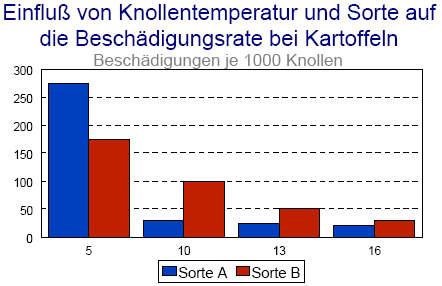 Einfluß von Knollentemperatur und Sorte auf
die Beschädigungsrate bei Kartoffeln
Beschädigungen je 1000 Knollen
300
250
200
150
100
50
0
5 10 13 16
Sorte A Sorte B